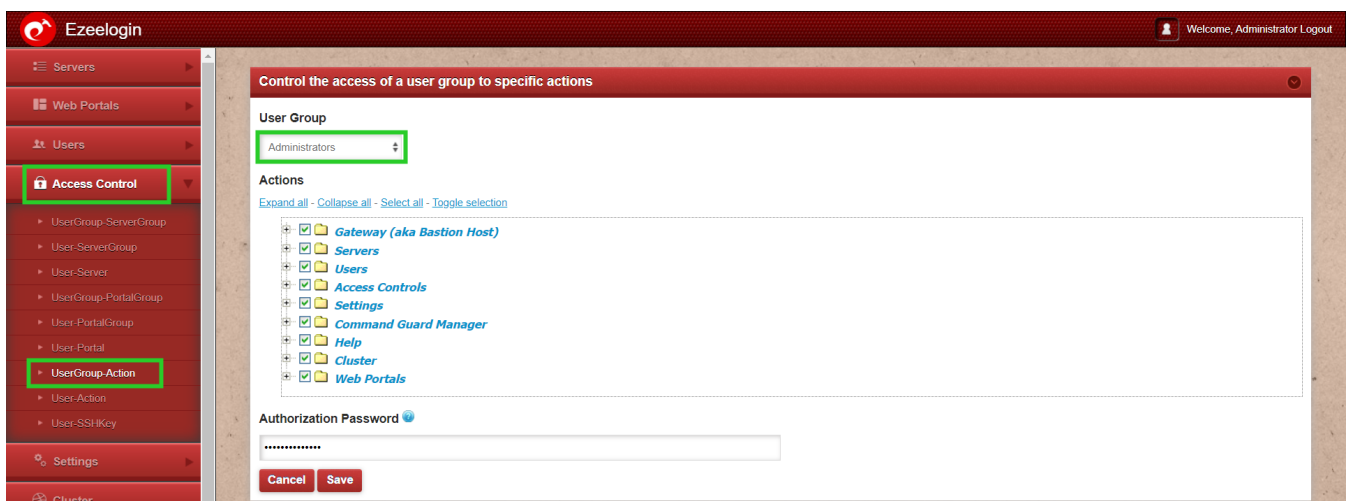 Ezeelogin
Welcome, Administrator Logout
Servers
Web Portals
Users
Access Control
UserGroup-ServerGroup
User-ServerGroup
User-Server
UserGroup-PortalGroup
User-PortalGroup
User-Portal
UserGroup-Action
User-Action
User-SSHKey
Settings
Cluster
Control the access of a user group to specific actions
User Group
Administrators
Actions
Expand all - Collapse all - Select all - Toggle selection
Gateway (aka Bastion Host)
Servers
Users
Access Controls
Settings
Command Guard Manager
Help
Cluster
Web Portals
Authorization Password
Cancel Save